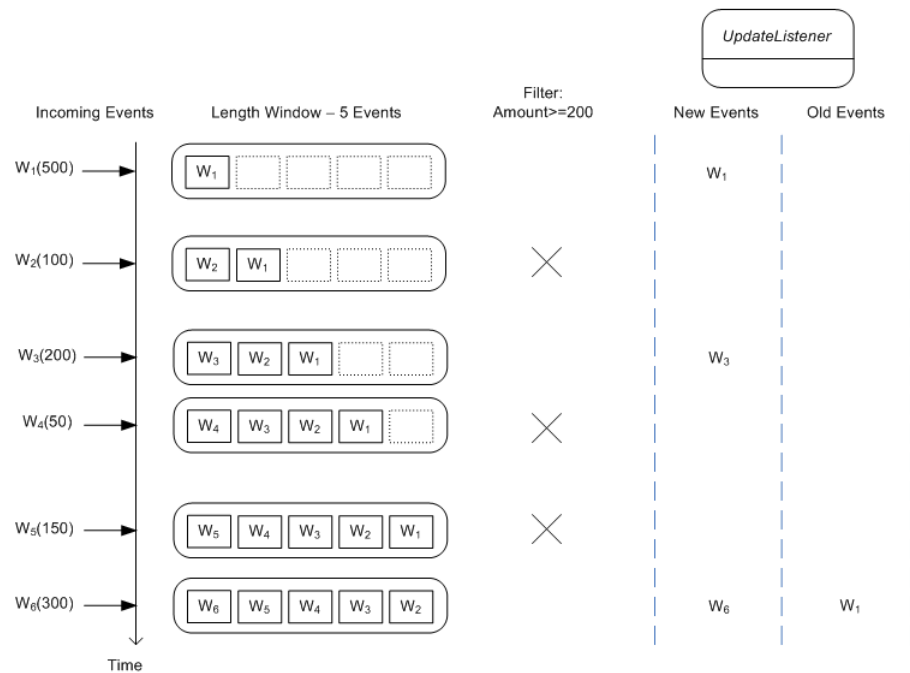 UpdateListener
Incoming Events
Length Window – 5 Events
Filter:
Amount>=200
New Events
Old Events
W₁(500)
W₁
W₁
W₂(100)
W₂ W₁
W₃(200)
W₃ W₂ W₁
W₃
W₄(50)
W₄ W₃ W₂ W₁
W₅(150)
W₅ W₄ W₃ W₂ W₁
W₆(300)
W₆ W₅ W₄ W₃ W₂
W₆
W₁
Time